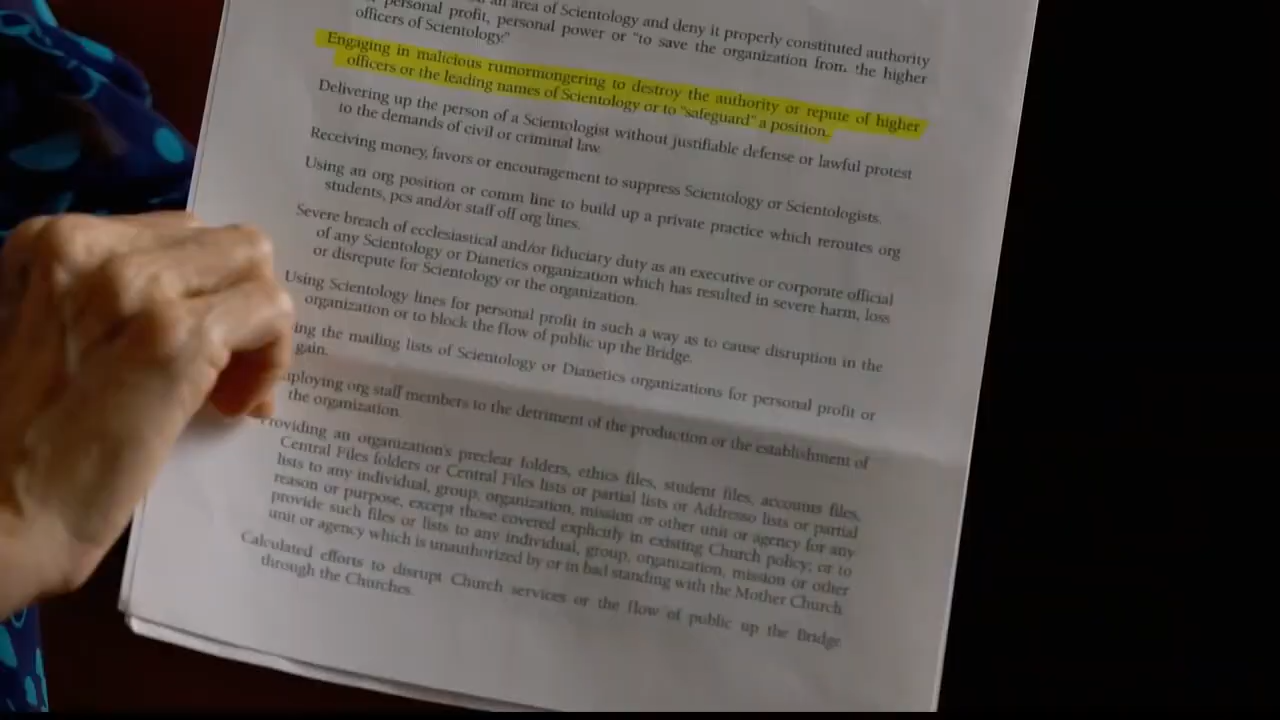 an area of Scientology and deny it properly constituted authority
personal profit, personal power or "to save the organization from the higher
officers of Scientology."
Engaging in malicious rumormongering to destroy the authority or repute of higher
officers or the leading names of Scientology or to "safeguard" a position.
Delivering up the person of a Scientologist without justifiable defense or lawful protest
to the demands of civil or criminal law.
Receiving money, favors or encouragement to suppress Scientology or Scientologists.
Using an org position or comm line to build up a private practice which reroutes org
students, pcs and/or staff off org lines.
Severe breach of ecclesiastical and/or fiduciary duty as an executive or corporate official
of any Scientology or Dianetics organization which has resulted in severe harm, loss
or disrepute for Scientology or the organization.
Using Scientology lines for personal profit in such a way as to cause disruption in the
organization or to block the flow of public up the Bridge.
ing the mailing lists of Scientology or Dianetics organizations for personal profit or
gain.
ploying org staff members to the detriment of the production or the establishment of
the organization.
Providing an organization's preclear folders, ethics files, student files, accounts files,
Central Files folders or Central Files lists or partial lists or Addresso lists or partial
lists to any individual, group, organization, mission or other unit or agency for any
reason or purpose, except those covered explicitly in existing Church policy; or to
provide such files or lists to any individual, group, organization, mission or other
unit or agency which is unauthorized by or in bad standing with the Mother Church.
Calculated efforts to disrupt Church services or the flow of public up the Bridge
through the Churches.